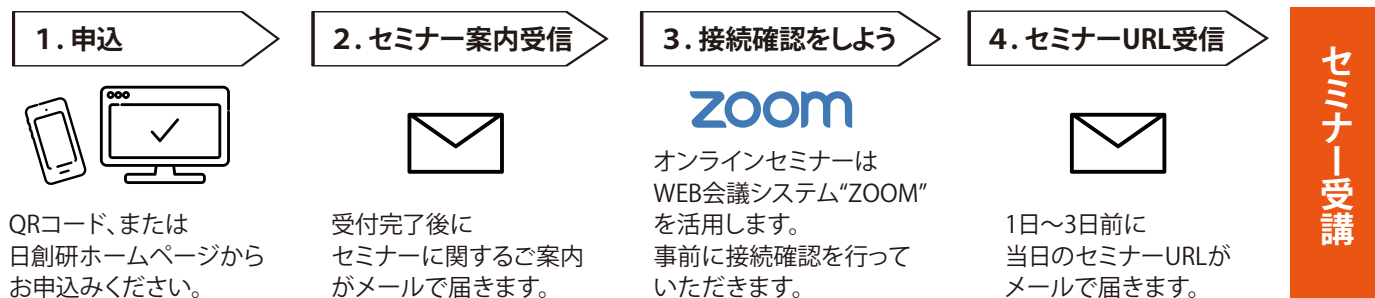 1. 申込
QRコード、または
日創研ホームページから
お申込みください。
2. セミナー案内受信
受付完了後に
セミナーに関するご案内
がメールで届きます。
3. 接続確認をしよう
zoom
オンラインセミナーは
WEB会議システム“ZOOM”
を活用します。
事前に接続確認を行って
いただきます。
4. セミナーURL受信
1日～3日前に
当日のセミナーURLが
メールで届きます。
セミナー受講